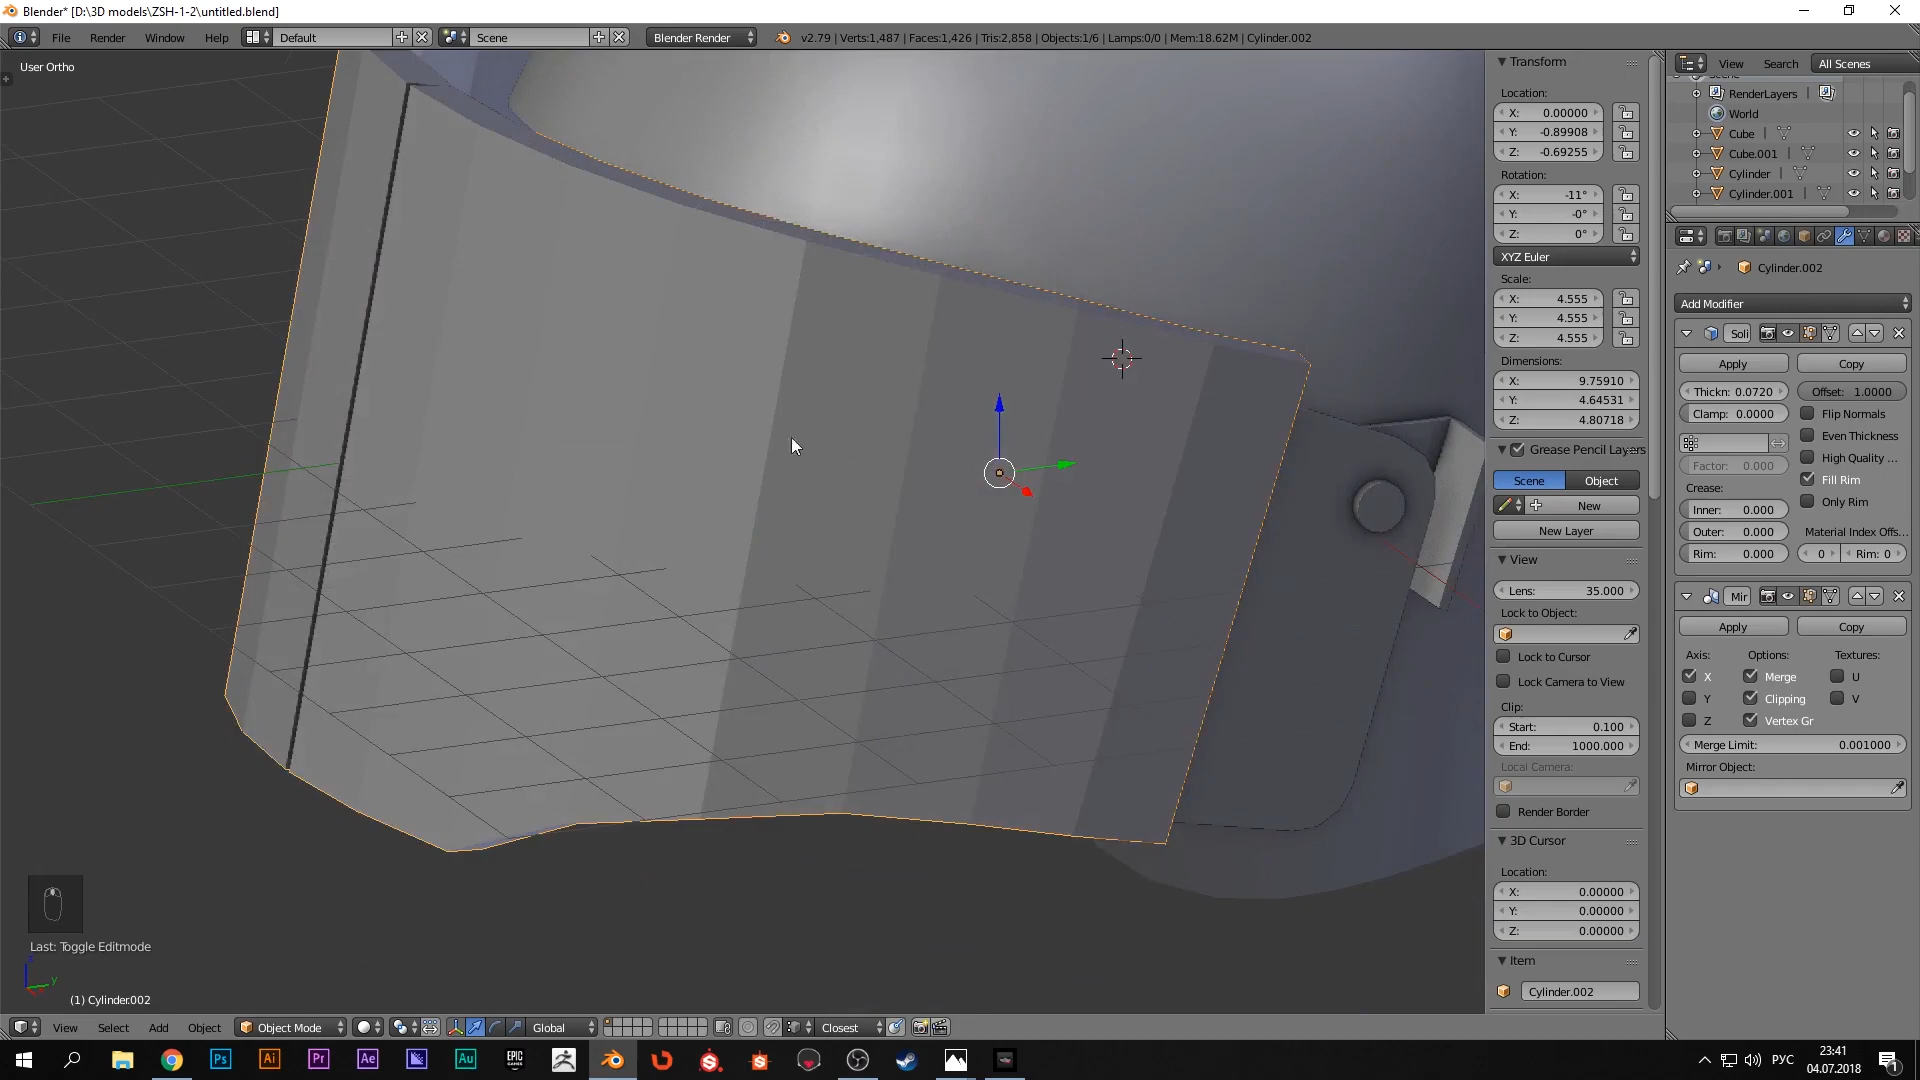 Blender* [D:\3D models\ZSH-1-2\untitled.blend]
File Render Window Help Default Scene Blender Render v2.79 | Verts:1,487 | Faces:1,426 | Tris:2,858 | Objects:1/6 | Lamps:0/0 | Mem:18.62M | Cylinder.002
User Ortho
Transform
Location:
X: 0.00000
Y: -0.89908
Z: -0.69255
Rotation:
X: -11°
Y: -0°
Z: 0°
XYZ Euler
Scale:
X: 4.555
Y: 4.555
Z: 4.555
Dimensions:
X: 9.75910
Y: 4.64531
Z: 4.80718
Grease Pencil Layers
Scene Object
New
New Layer
View
Lens: 35.000
Lock to Object:
Lock to Cursor
Lock Camera to View
Clip:
Start: 0.100
End: 1000.000
Local Camera:
Render Border
3D Cursor
Location:
X: 0.00000
Y: 0.00000
Z: 0.00000
Item
Cylinder.002
View Search All Scenes
RenderLayers
World
Cube
Cube.001
Cylinder
Cylinder.001
Cylinder.002
Add Modifier
Soli
Apply Copy
Thickn: 0.0720 Offset: 1.0000
Clamp: 0.0000 Flip Normals
Even Thickness
Factor: 0.000 High Quality ...
Crease: Fill Rim
Inner: 0.000 Only Rim
Outer: 0.000 Material Index Offs...
Rim: 0.000 0 Rim: 0
Mir
Apply Copy
Axis: Options: Textures:
X Merge U
Y Clipping V
Z Vertex Gr
Merge Limit: 0.001000
Mirror Object:
Last: Toggle Editmode
z
y
(1) Cylinder.002
View Select Add Object Object Mode Global Closest
Ps Ai Pr Ae Au EPIC GAMES РУС 23:41
04.07.2018
1